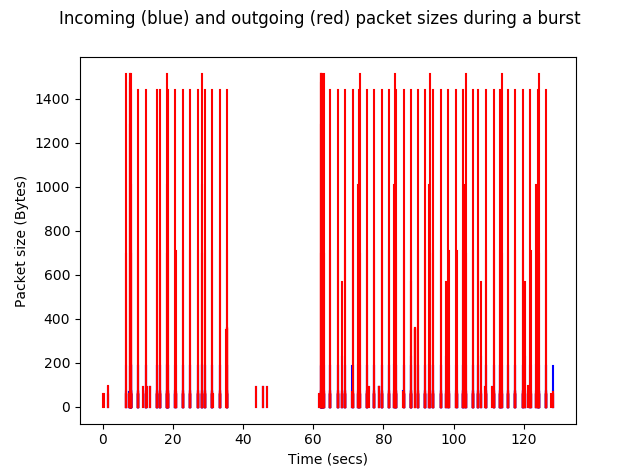 Incoming (blue) and outgoing (red) packet sizes during a burst
Packet size (Bytes)
1400
1200
1000
800
600
400
200
0
0 20 40 60 80 100 120
Time (secs)